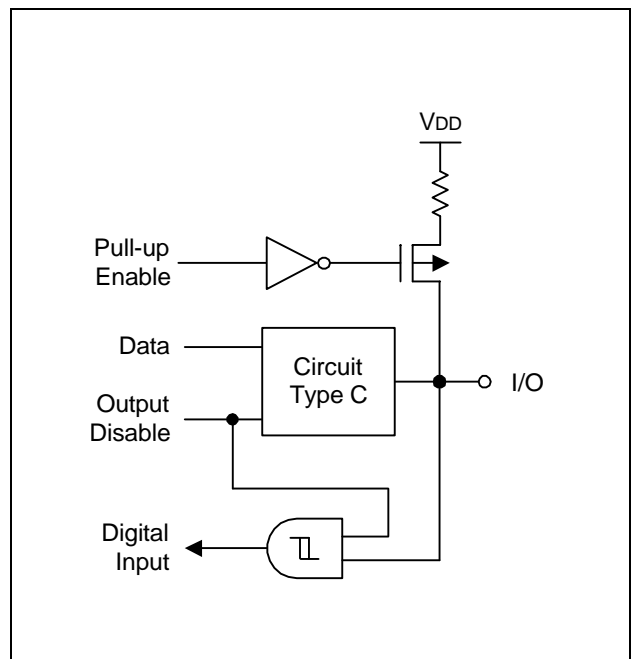 VDD
Pull-up
Enable
Data
Circuit
Type C
I/O
Output
Disable
Digital
Input